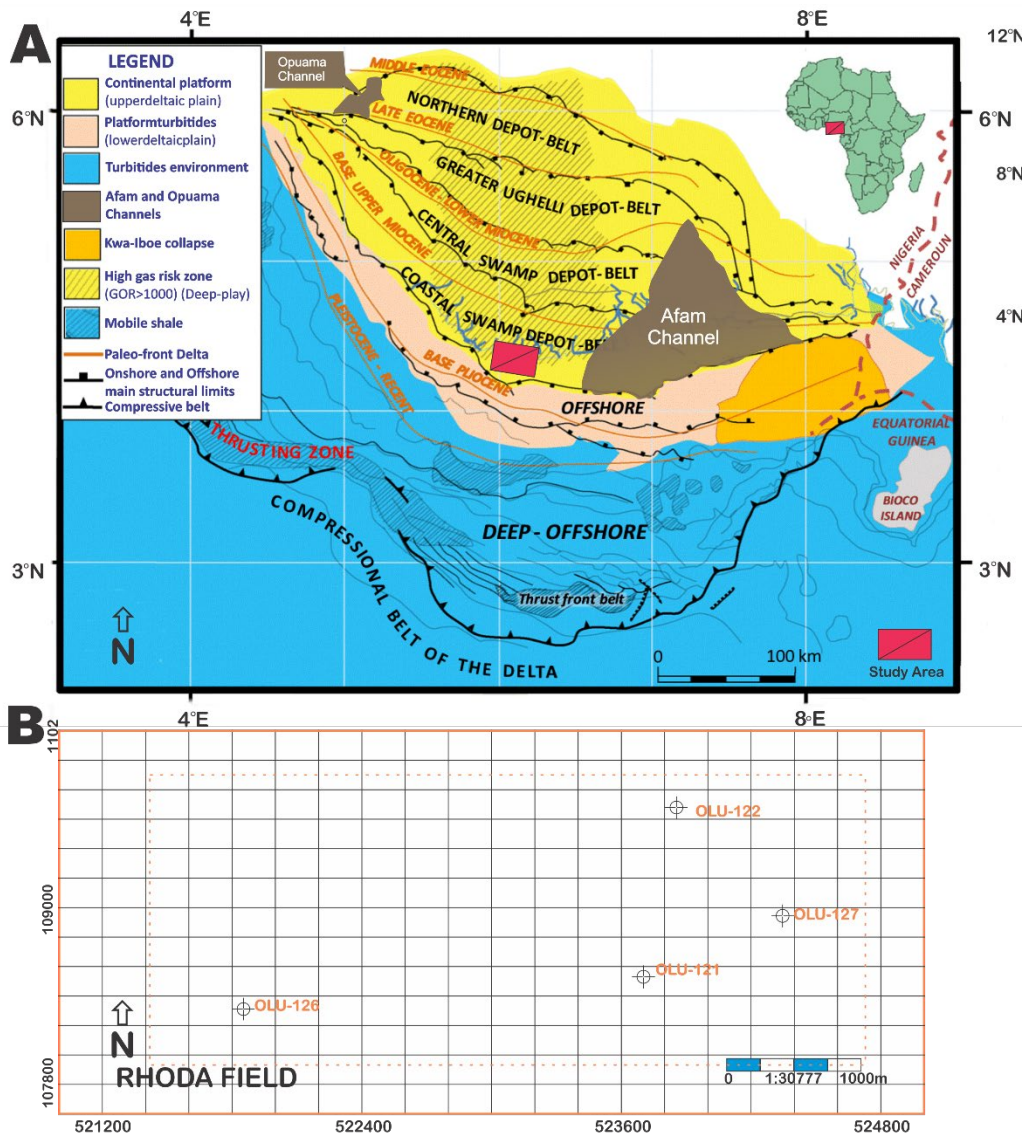 A
4°E
8°E
12°N
LEGEND
Continental platform
(upperdeltaic plain)
Platformturbitides
(lowerdeltaicplain)
Turbitides environment
Afam and Opuama
Channels
Kwa-Iboe collapse
High gas risk zone
(GOR>1000) (Deep-play)
Mobile shale
Paleo-front Delta
Onshore and Offshore
main structural limits
Compressive belt
Opuama
Channel
MIDDLE EOCENE
NORTHERN DEPOT-BELT
LATE EOCENE
GREATER UGHELLI DEPOT-BELT
OLIGOCENE - LOWER MIOCENE
CENTRAL SWAMP DEPOT-BELT
BASE UPPER MIOCENE
COASTAL SWAMP DEPOT-BEL
Afam
Channel
BASE PLIOCENE
PLEISTOCENE - RECENT
OFFSHORE
6°N
6°N
8°N
4°N
NIGERIA
CAMEROUN
EQUATORIAL
GUINEA
BIOCO
ISLAND
THRUSTING ZONE
DEEP - OFFSHORE
COMPRESSIONAL BELT OF THE DELTA
Thrust front belt
3°N
3°N
N
0
100 km
Study Area
4°E
8°E
B
1102
109000
107800
OLU-122
OLU-127
OLU-121
OLU-126
N
RHODA FIELD
0
1:30777
1000m
521200
522400
523600
524800